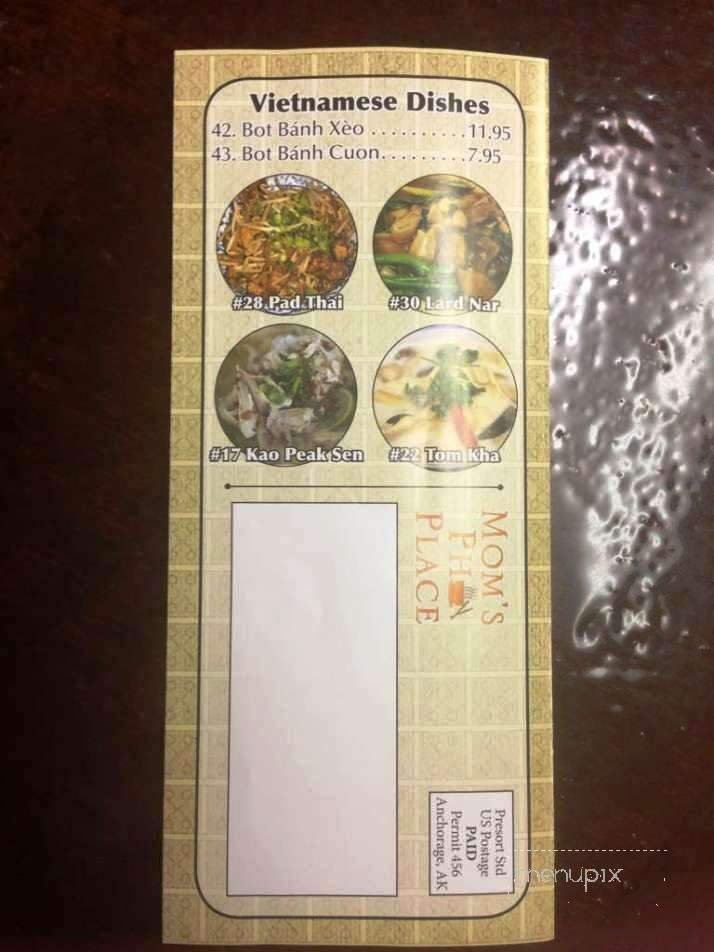 Vietnamese Dishes
42. Bot Bánh Xèo . . . . . . . . . . 11.95
43. Bot Bánh Cuon. . . . . . . . . 7.95
#28 Pad Thai
#30 Lard Nar
#17 Kao Peak Sen
#22 Tom Kha
MOM'S
PHO
PLACE
Presort Std
US Postage
PAID
Permit 456
Anchorage, AK
menupix